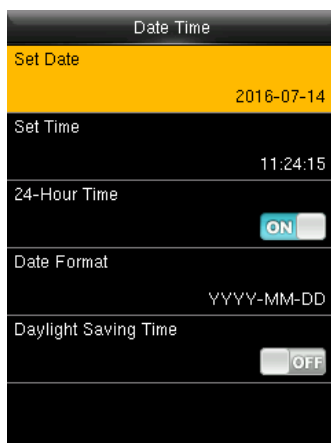 Date Time
Set Date
2016-07-14
Set Time
11:24:15
24-Hour Time
ON
Date Format
YYYY-MM-DD
Daylight Saving Time
OFF